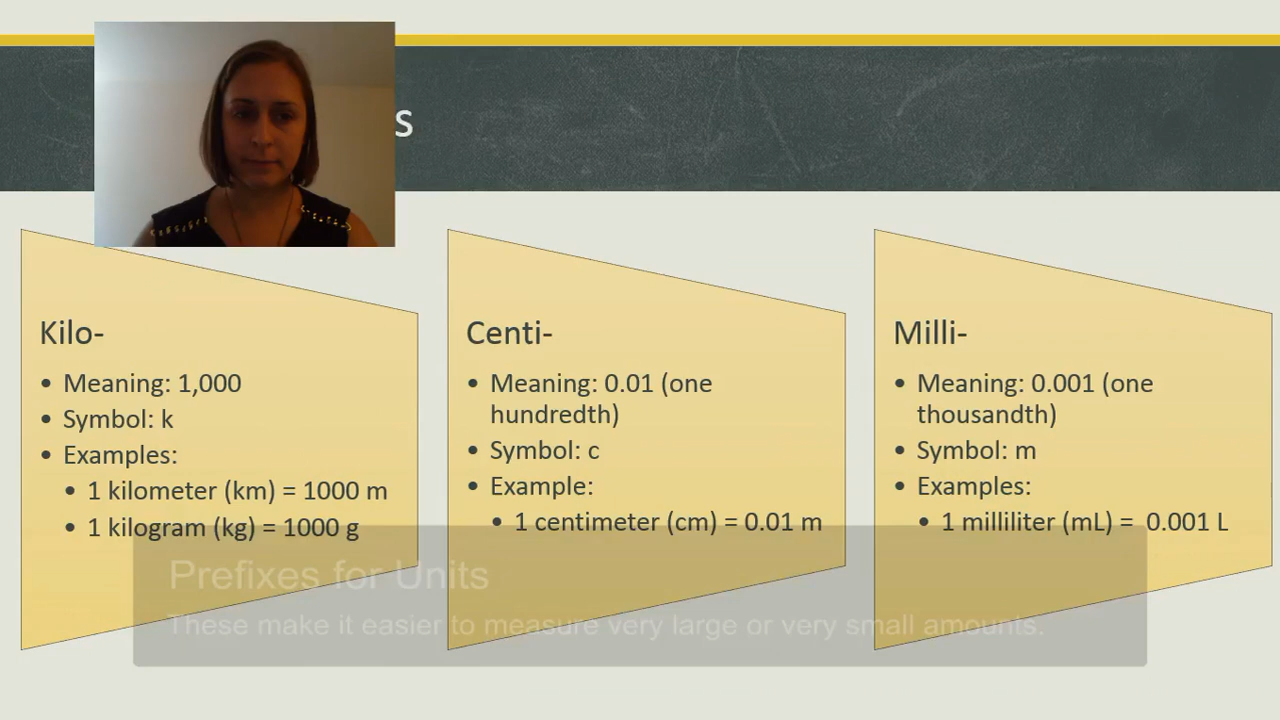 s
Kilo-
• Meaning: 1,000
• Symbol: k
• Examples:
• 1 kilometer (km) = 1000 m
• 1 kilogram (kg) = 1000 g
Centi-
• Meaning: 0.01 (one
hundredth)
• Symbol: c
• Example:
• 1 centimeter (cm) = 0.01 m
Milli-
• Meaning: 0.001 (one
thousandth)
• Symbol: m
• Examples:
• 1 milliliter (mL) =  0.001 L
Prefixes for Units
These make it easier to measure very large or very small amounts.